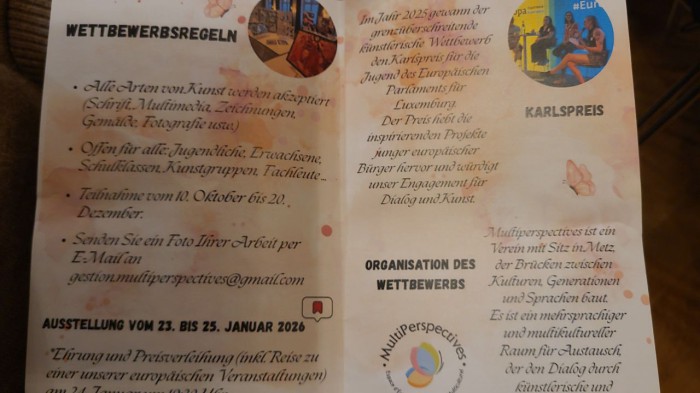 WETTBEWERBSREGELN
• Alle Arten von Kunst werden akzeptiert
(Schrift, Multimedia, Zeichnungen,
Gemälde, Fotografie usw.)
• Offen für alle: Jugendliche, Erwachsene,
Schulklassen, Kunstgruppen, Fachleute...
• Teilnahme vom 10. Oktober bis 20.
Dezember.
• Senden Sie ein Foto Ihrer Arbeit per
E-Mail an
gestion.multiperspectives@gmail.com
AUSSTELLUNG VOM 23. BIS 25. JANUAR 2026
*Ehrung und Preisverleihung (inkl. Reise zu
einer unserer europäischen Veranstaltungen)
am 24. Januar
Im Jahr 2025 gewann der
grenzüberschreitende
künstlerische Wettbewerb
den Karlspreis für die
Jugend des Europäischen
Parlaments für
Luxemburg.
Der Preis hebt die
inspirierenden Projekte
junger europäischer
Bürger hervor und würdigt
unser Engagement für
Dialog und Kunst.
#Eur
KARLSPREIS
ORGANISATION DES
WETTBEWERBS
MultiPerspectives
Multiperspectives ist ein
Verein mit Sitz in Metz,
der Brücken zwischen
Kulturen, Generationen
und Sprachen baut.
Es ist ein mehrsprachiger
und multikultureller
Raum für Austausch,
der den Dialog durch
künstlerische und